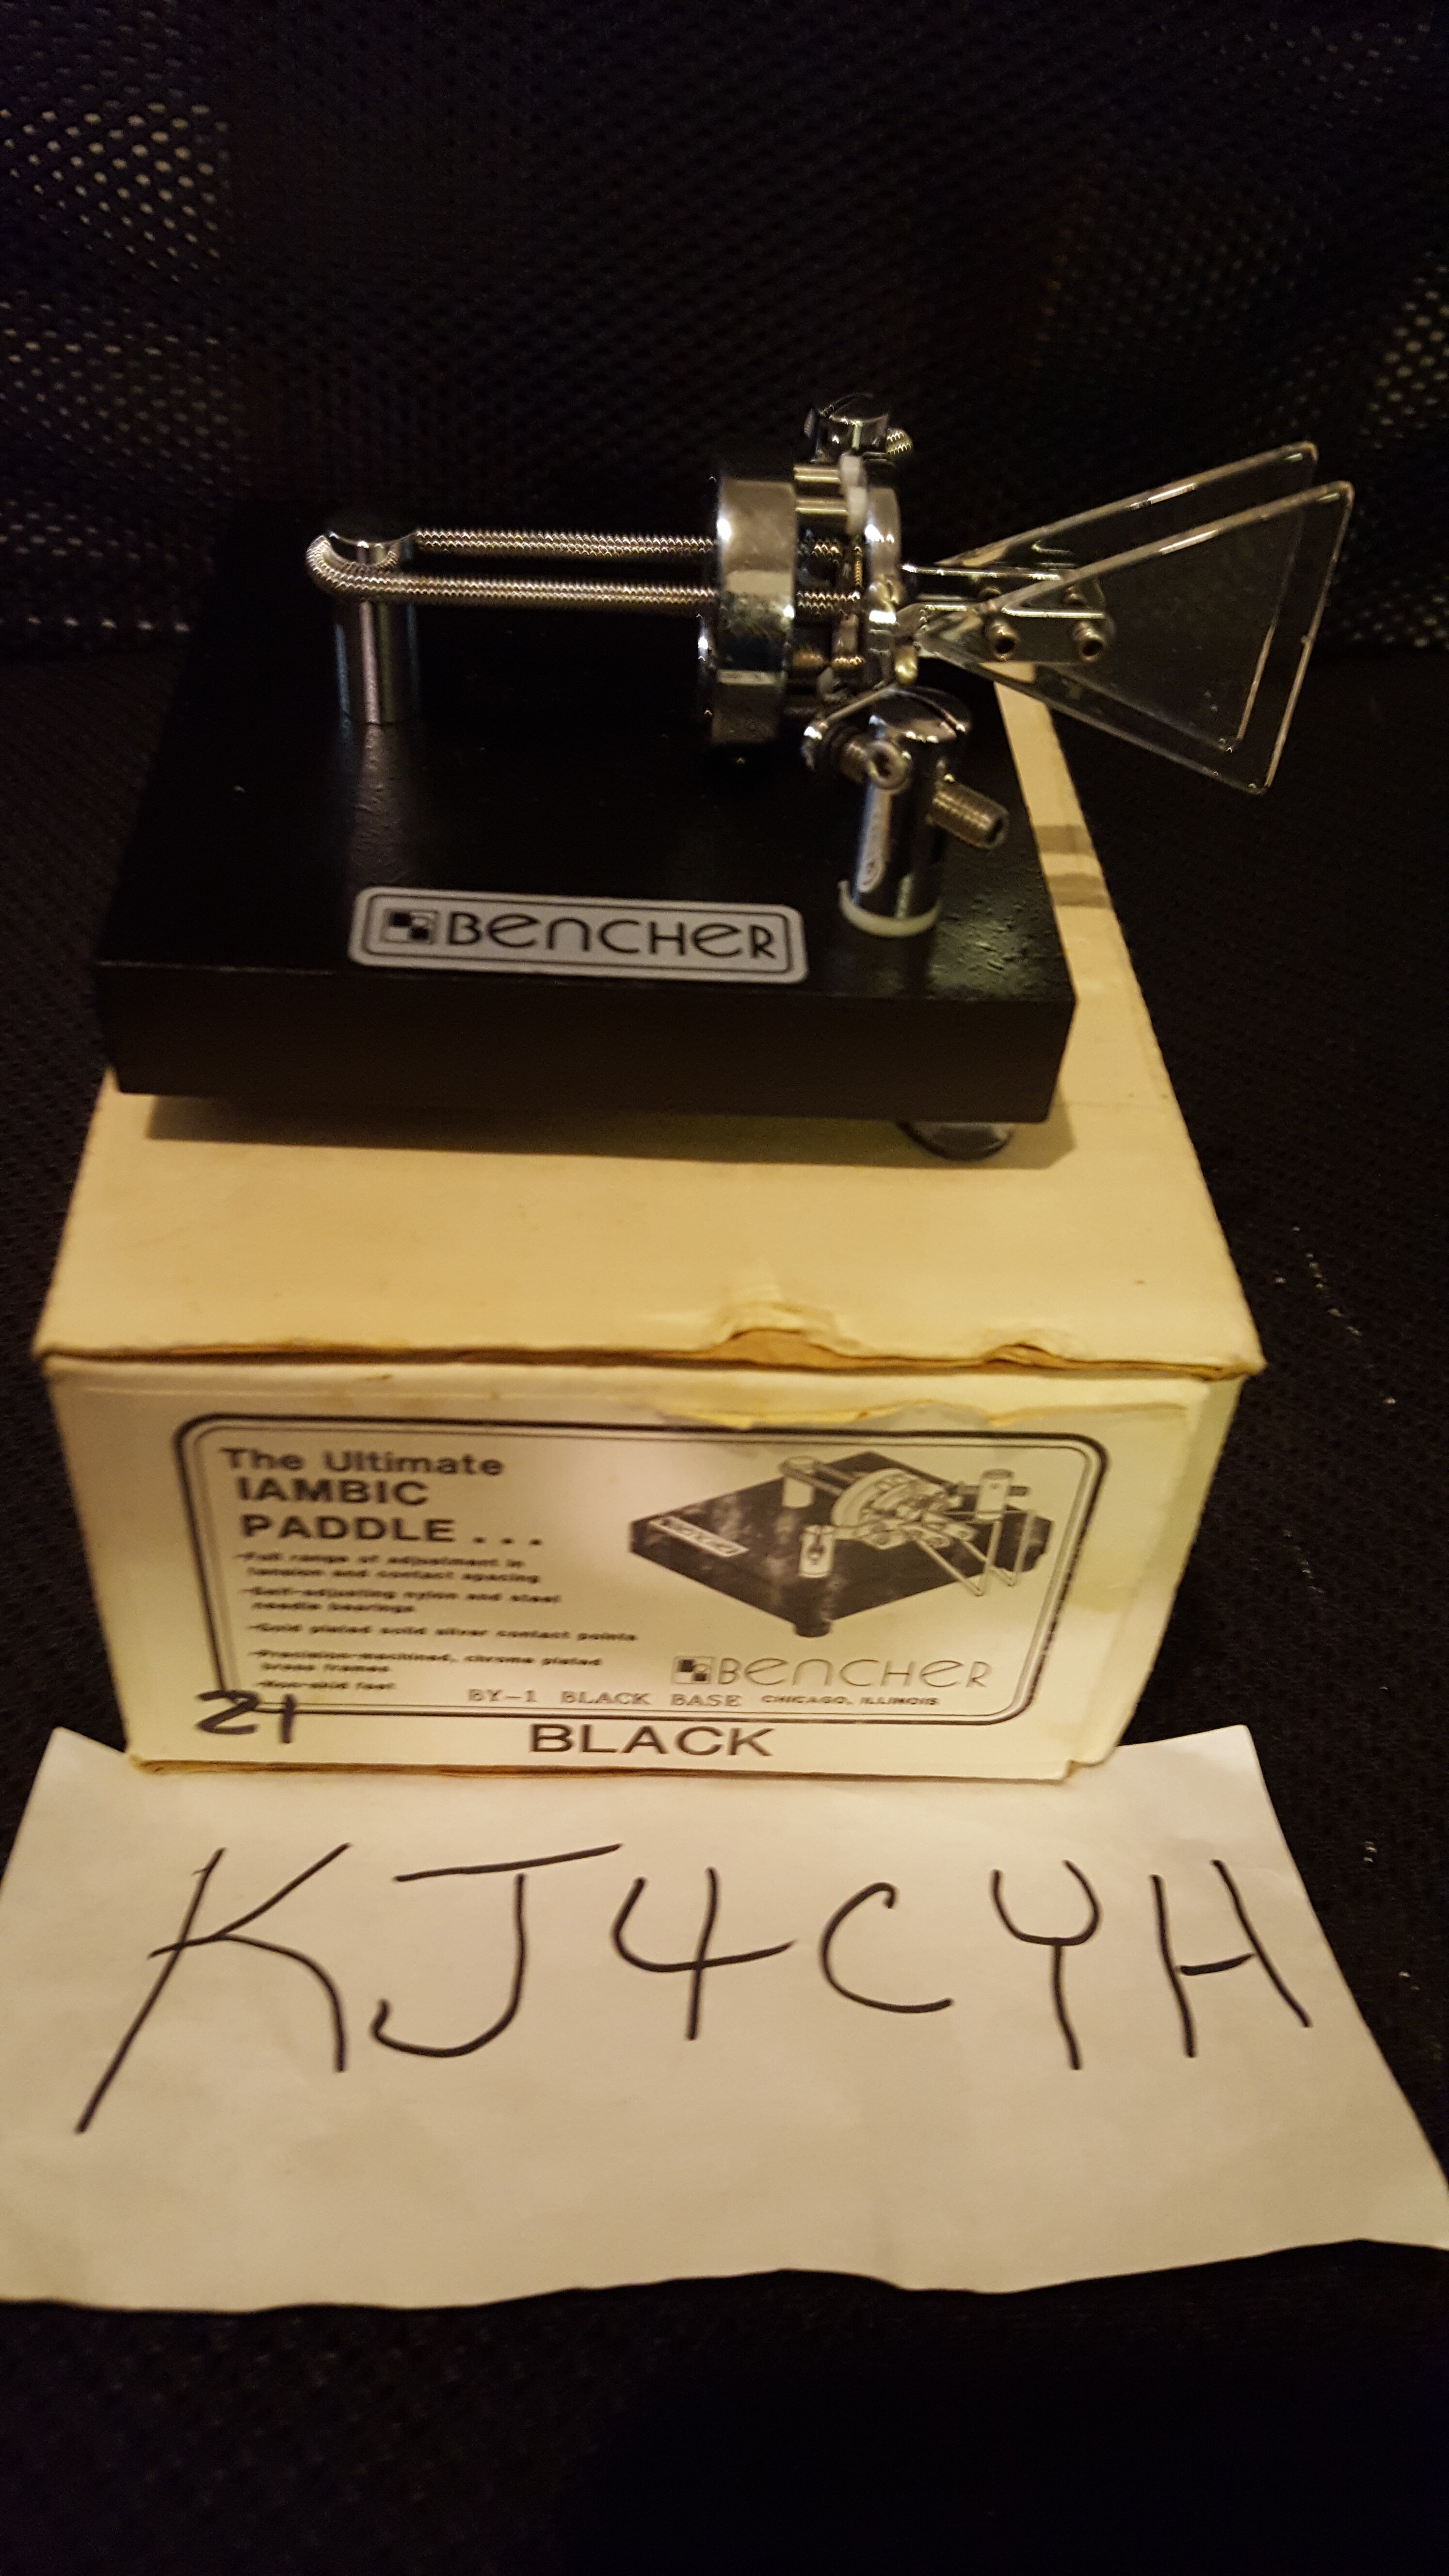 BENCHER
The Ultimate
IAMBIC
PADDLE...
-Full range of adjustment in
tension and contact spacing
-Self-adjusting nylon and steel
needle bearings
-Gold plated solid silver contact points
-Precision-machined, chrome plated
brass frames
-Non-skid feet
BENCHER
BY-1 BLACK BASE CHICAGO, ILLINOIS
21
BLACK
KJ4CYH